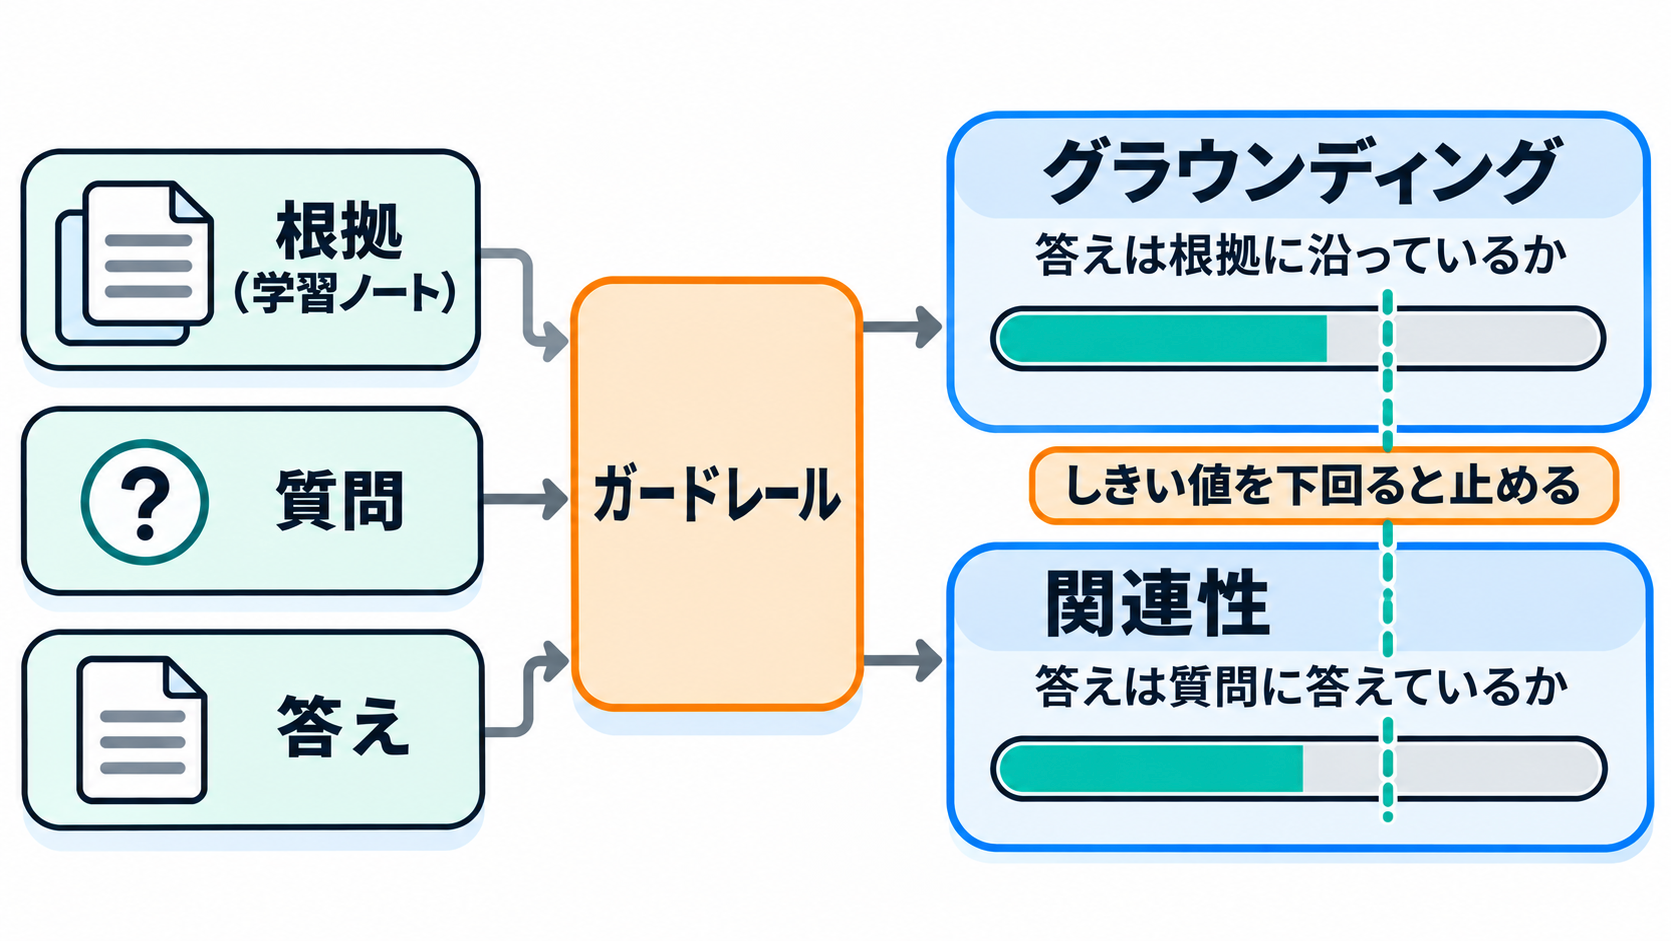 根拠
(学習ノート)
質問
答え
ガードレール
グラウンディング
答えは根拠に沿っているか
しきい値を下回ると止める
関連性
答えは質問に答えているか